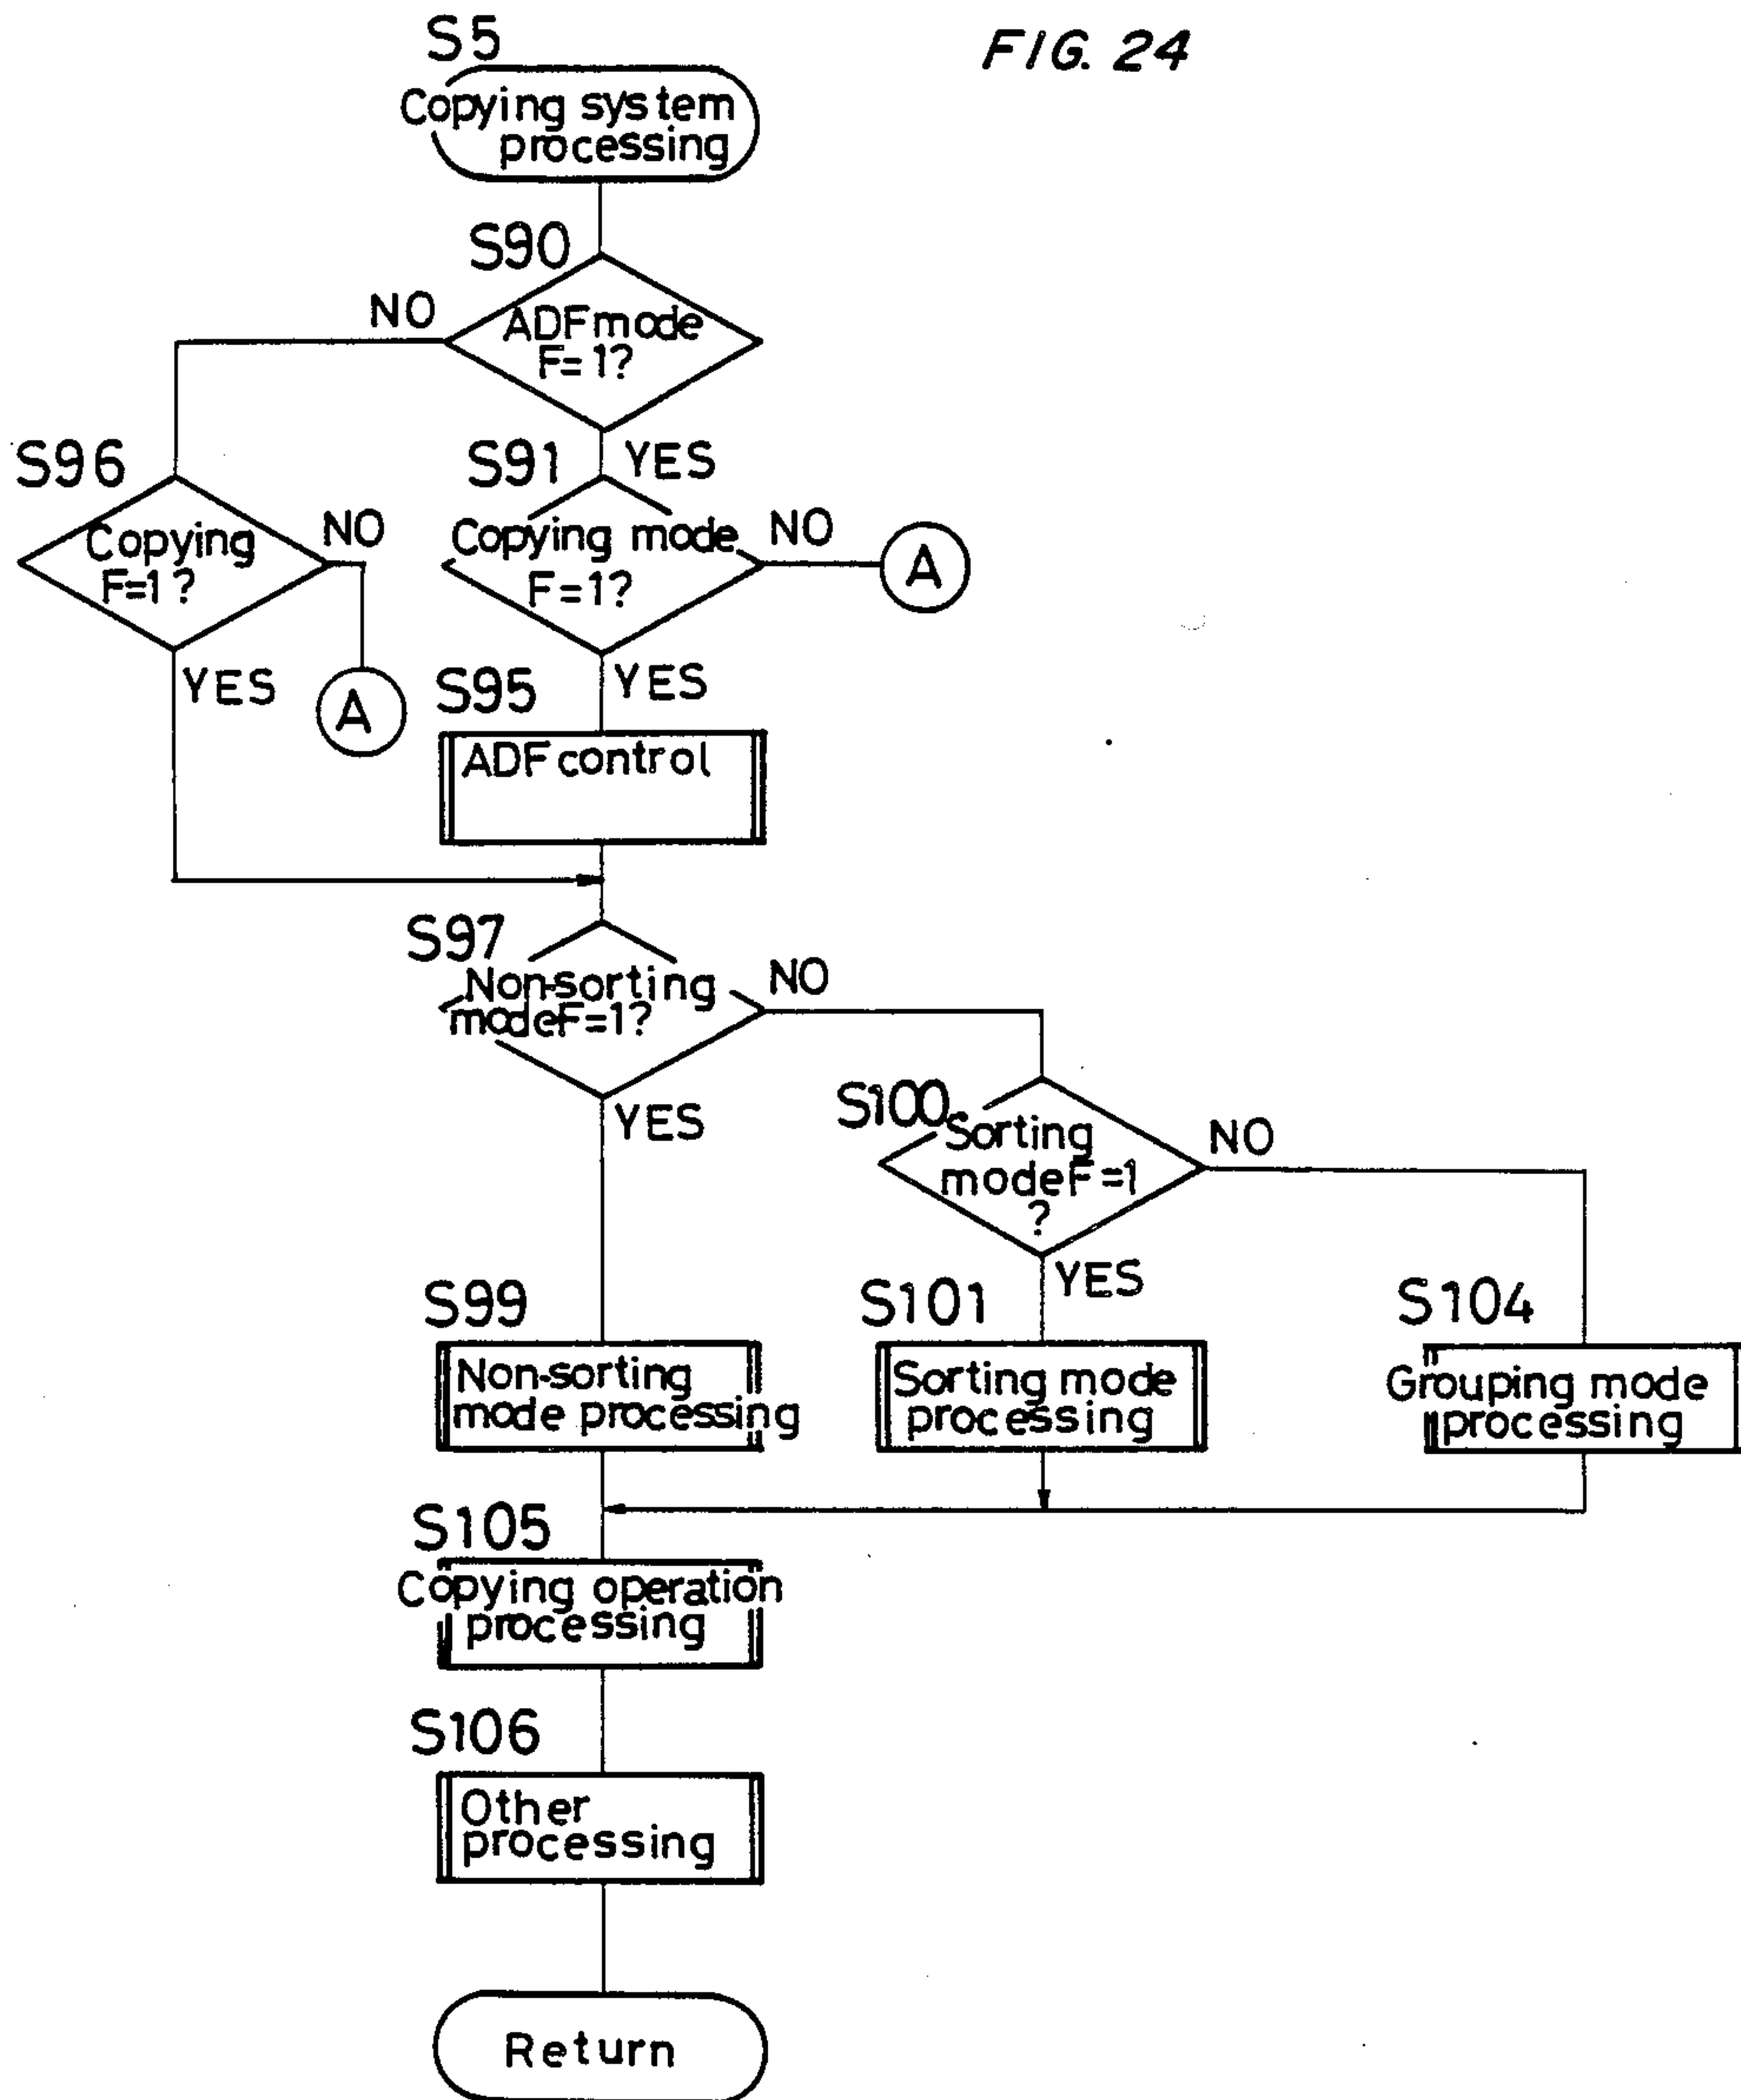 FIG. 24
S5
Copying system
processing
S90
ADF mode
F=1?
NO
YES
S96
Copying
F=1?
NO
YES
A
S91
Copying mode
F=1?
NO
A
YES
S95
ADF control
S97
Non-sorting
modeF=1?
NO
YES
S100
Sorting
modeF=1
?
NO
YES
S99
Non-sorting
mode processing
S101
Sorting mode
processing
S104
Grouping mode
processing
S105
Copying operation
processing
S106
Other
processing
Return